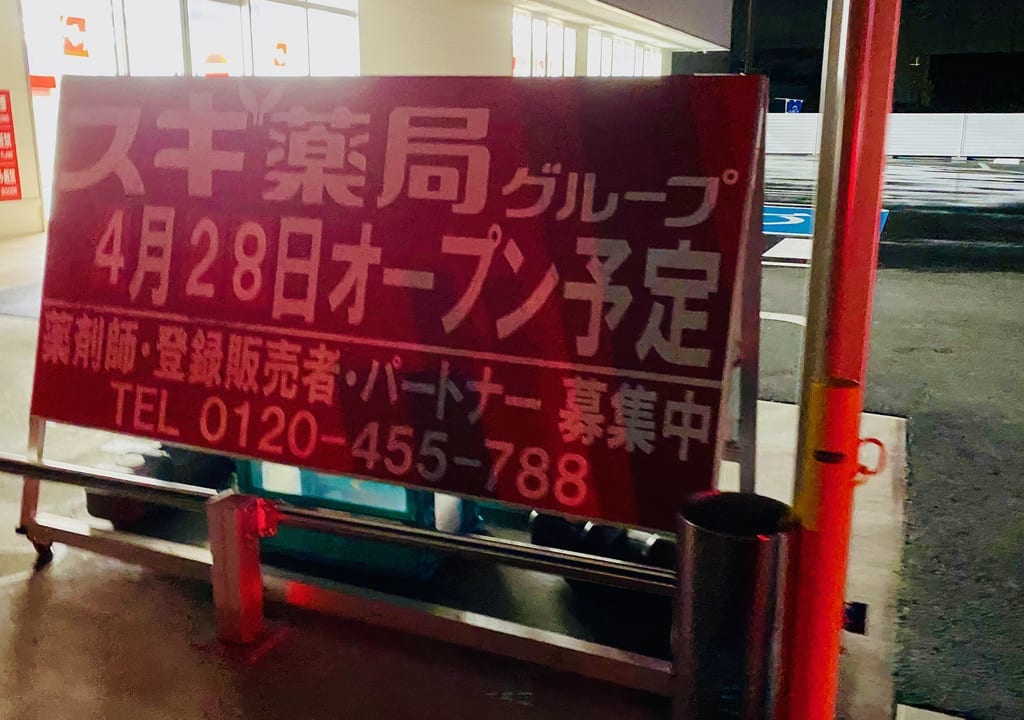 スギ薬局グループ
4月28日オープン予定
薬剤師・登録販売者・パートナー 募集中
TEL 0120-455-788